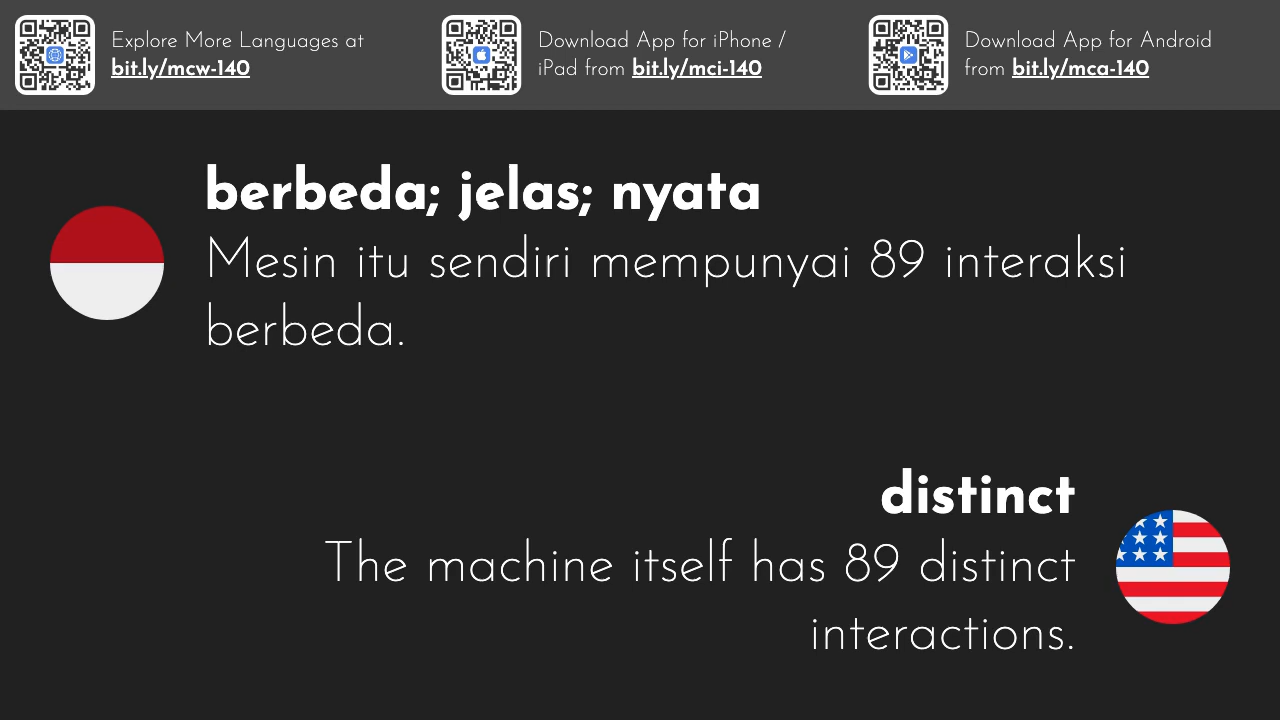 Explore More Languages at
bit.ly/mcw-140
Download App for iPhone /
iPad from bit.ly/mci-140
Download App for Android
from bit.ly/mca-140
berbeda; jelas; nyata
Mesin itu sendiri mempunyai 89 interaksi
berbeda.
distinct
The machine itself has 89 distinct
interactions.